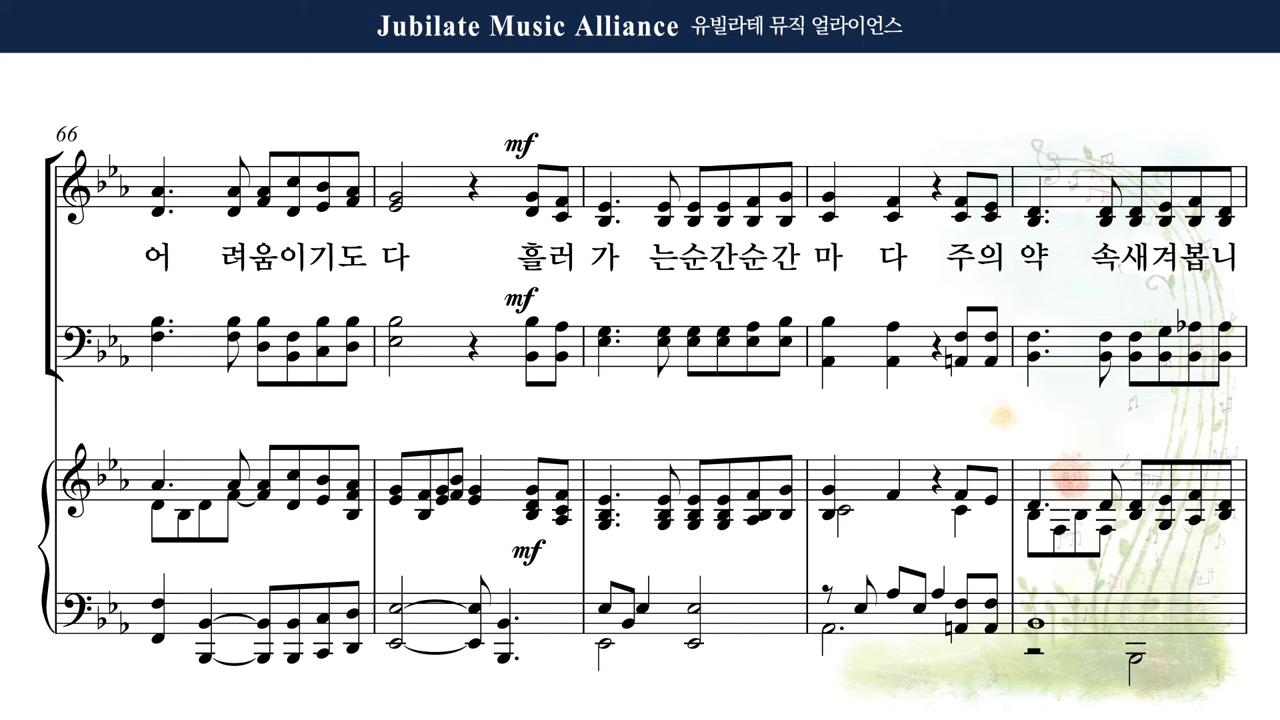 Jubilate Music Alliance 유빌라테 뮤직 얼라이언스
66
mf
어 려움이기도 다 흘러 가 는순간순간 마 다 주의 약 속새겨봅니
mf
mf